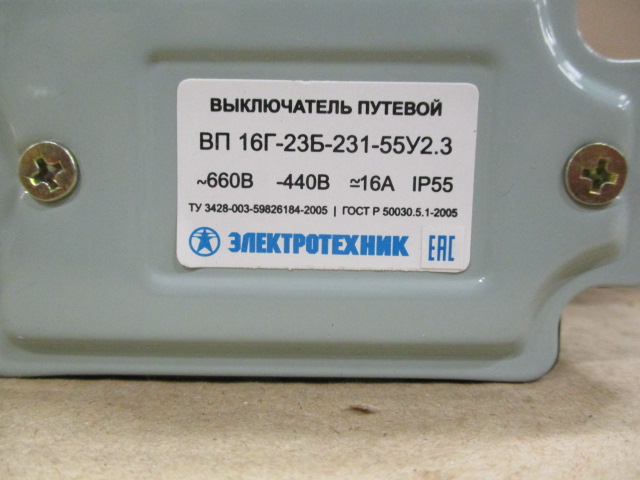 ВЫКЛЮЧАТЕЛЬ ПУТЕВОЙ
ВП 16Г-23Б-231-55У2.3
~660В -440В ≃16А IP55
ТУ 3428-003-59826184-2005 | ГОСТ Р 50030.5.1-2005
ЭЛЕКТРОТЕХНИК EAC